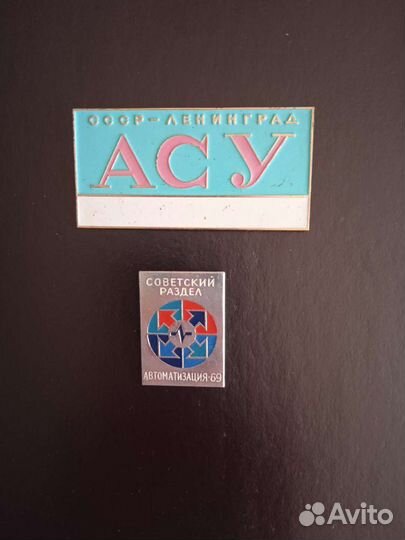 СССР-ЛЕНИНГРАД
АСУ
СОВЕТСКИЙ
РАЗДЕЛ
АВТОМАТИЗАЦИЯ-69
Avito